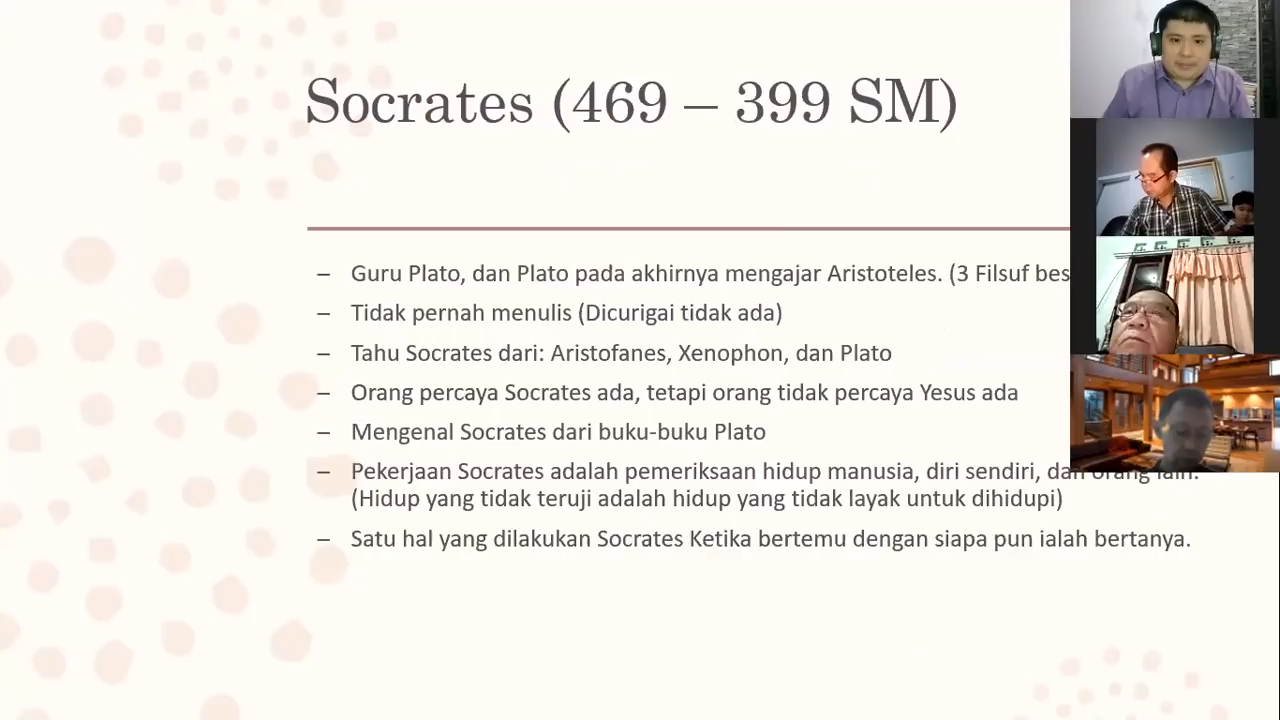 Socrates (469 – 399 SM)
– Guru Plato, dan Plato pada akhirnya mengajar Aristoteles. (3 Filsuf bes
– Tidak pernah menulis (Dicurigai tidak ada)
– Tahu Socrates dari: Aristofanes, Xenophon, dan Plato
– Orang percaya Socrates ada, tetapi orang tidak percaya Yesus ada
– Mengenal Socrates dari buku-buku Plato
– Pekerjaan Socrates adalah pemeriksaan hidup manusia, diri sendiri, dan orang lain.
(Hidup yang tidak teruji adalah hidup yang tidak layak untuk dihidupi)
– Satu hal yang dilakukan Socrates Ketika bertemu dengan siapa pun ialah bertanya.